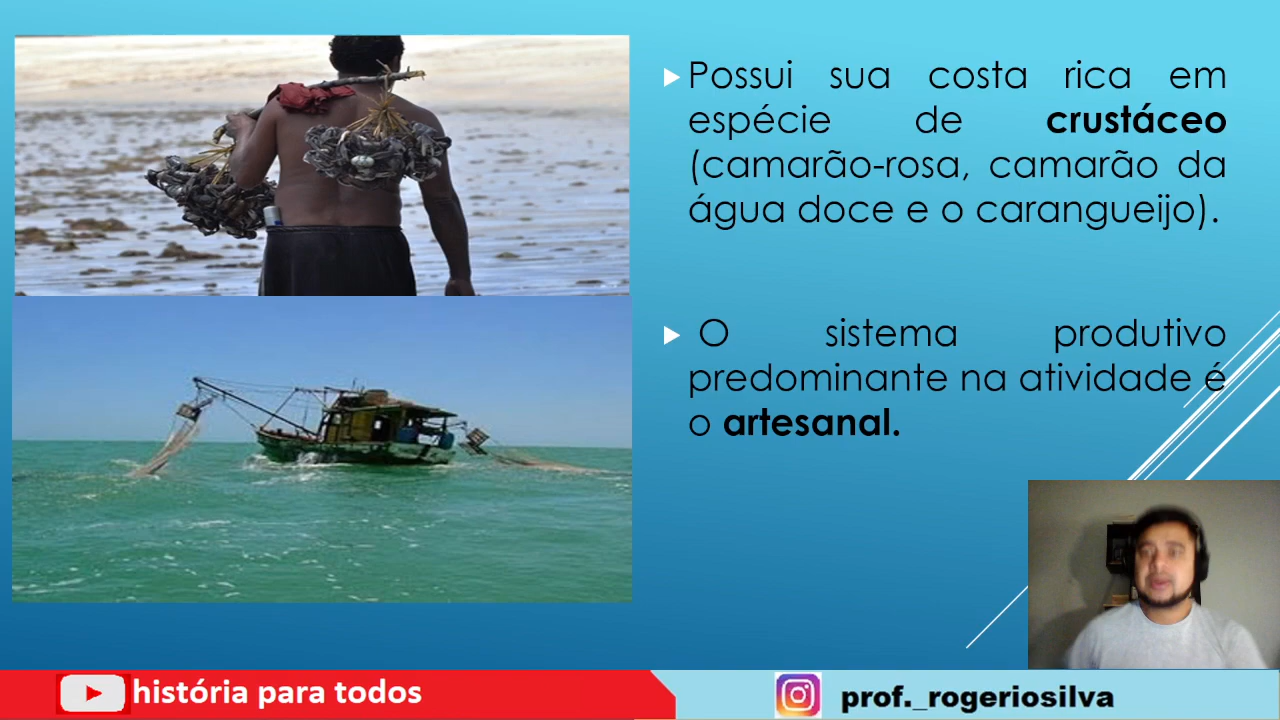 Possui sua costa rica em
espécie de crustáceo
(camarão-rosa, camarão da
água doce e o carangueijo).
O sistema produtivo
predominante na atividade é
o artesanal.
história para todos
prof._rogeriosilva